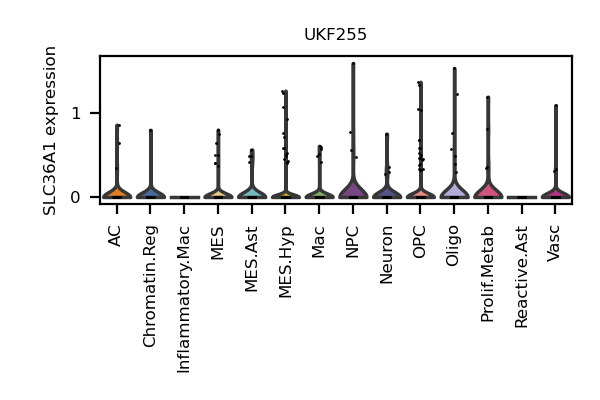 UKF255
SLC36A1 expression
1
0
AC
Chromatin.Reg
Inflammatory.Mac
MES
MES.Ast
MES.Hyp
Mac
NPC
Neuron
OPC
Oligo
Prolif.Metab
Reactive.Ast
Vasc